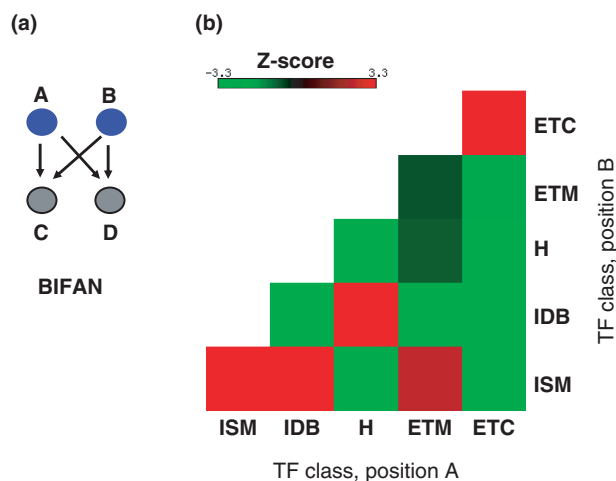 (a)
A B
C D
BIFAN
(b)
Z-score
-3.3 3.3
ETC
ETM
H
IDB
ISM
TF class, position B
ISM IDB H ETM ETC
TF class, position A